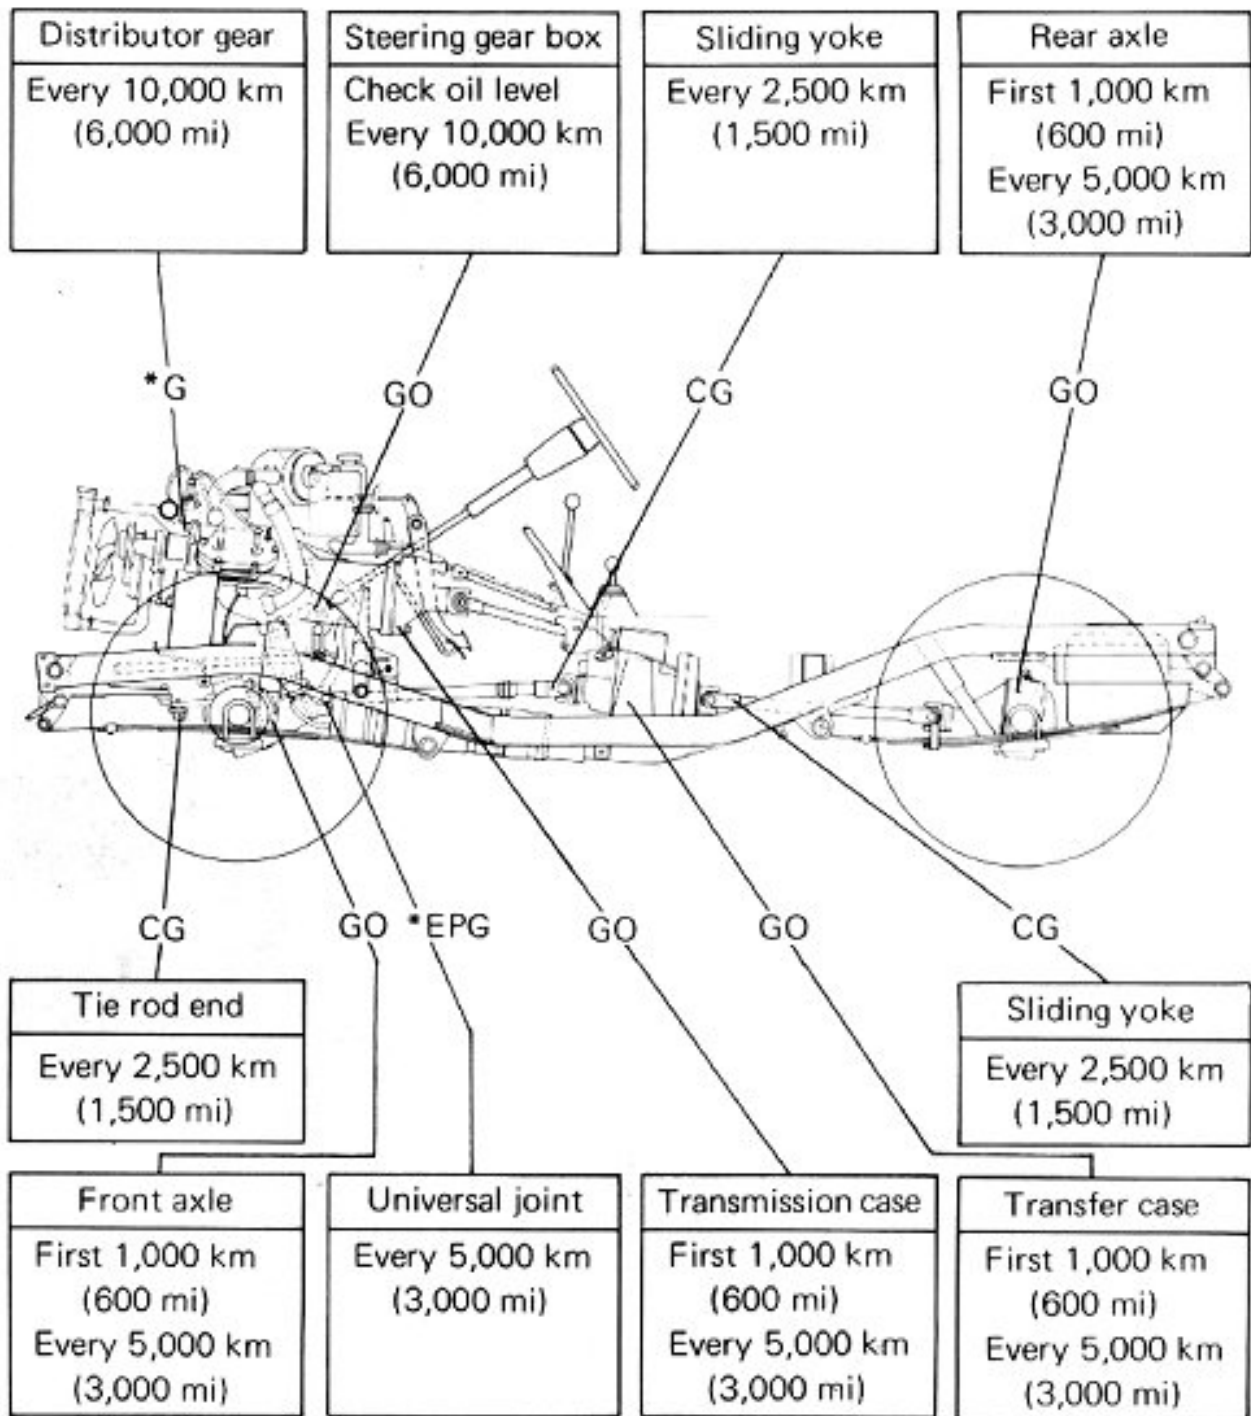 Distributor gear
Every 10,000 km
(6,000 mi)
Steering gear box
Check oil level
Every 10,000 km
(6,000 mi)
Sliding yoke
Every 2,500 km
(1,500 mi)
Rear axle
First 1,000 km
(600 mi)
Every 5,000 km
(3,000 mi)
*G
GO
CG
GO
CG
GO
*EPG
GO
GO
CG
Tie rod end
Every 2,500 km
(1,500 mi)
Sliding yoke
Every 2,500 km
(1,500 mi)
Front axle
First 1,000 km
(600 mi)
Every 5,000 km
(3,000 mi)
Universal joint
Every 5,000 km
(3,000 mi)
Transmission case
First 1,000 km
(600 mi)
Every 5,000 km
(3,000 mi)
Transfer case
First 1,000 km
(600 mi)
Every 5,000 km
(3,000 mi)